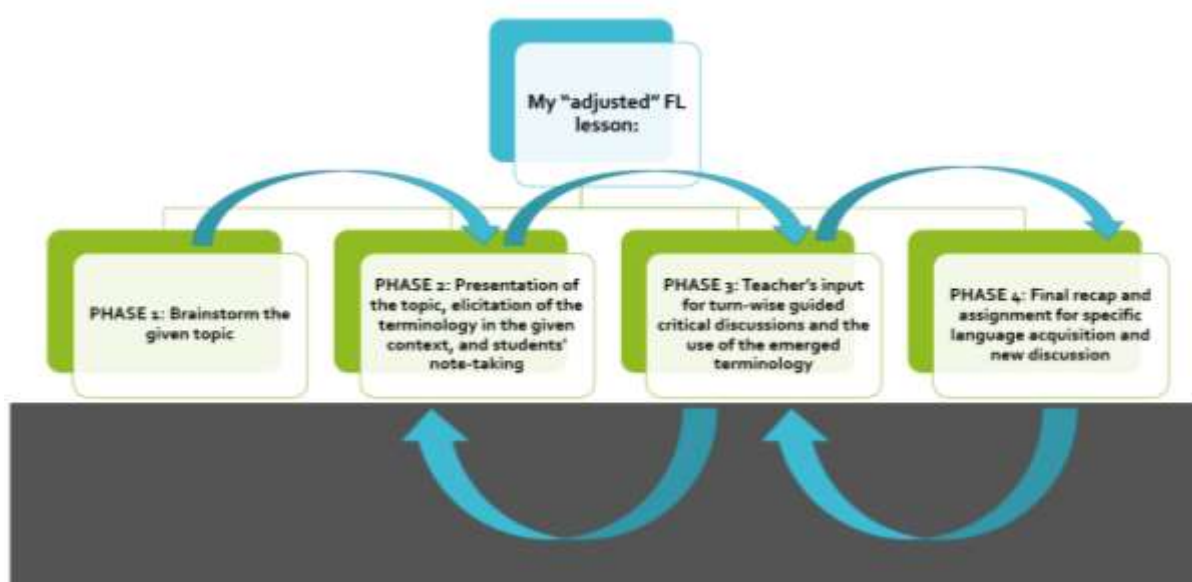 My “adjusted” FL
lesson:
PHASE 1: Brainstorm the
given topic
PHASE 2: Presentation of
the topic, elicitation of the
terminology in the given
context, and students’
note-taking
PHASE 3: Teacher’s input
for turn-wise guided
critical discussions and the
use of the emerged
terminology
PHASE 4: Final recap and
assignment for specific
language acquisition and
new discussion